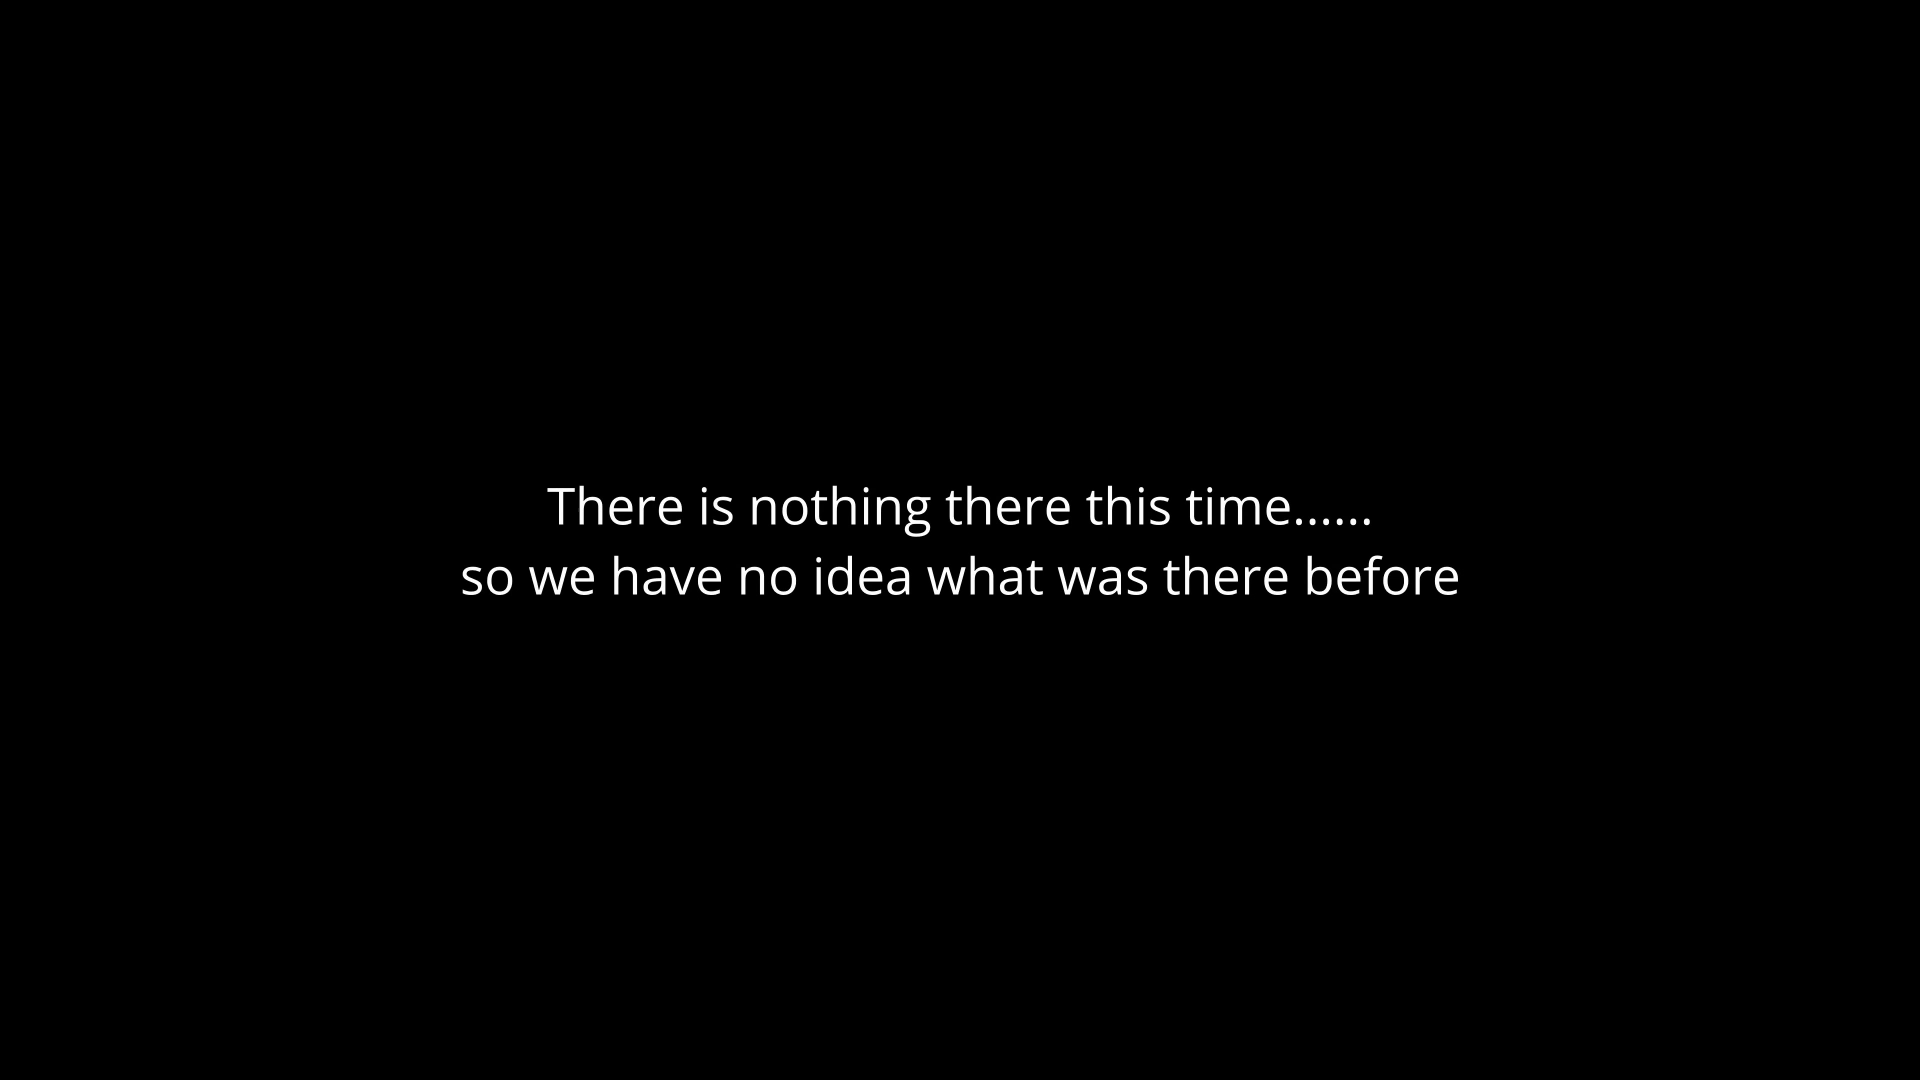 There is nothing there this time......
so we have no idea what was there before